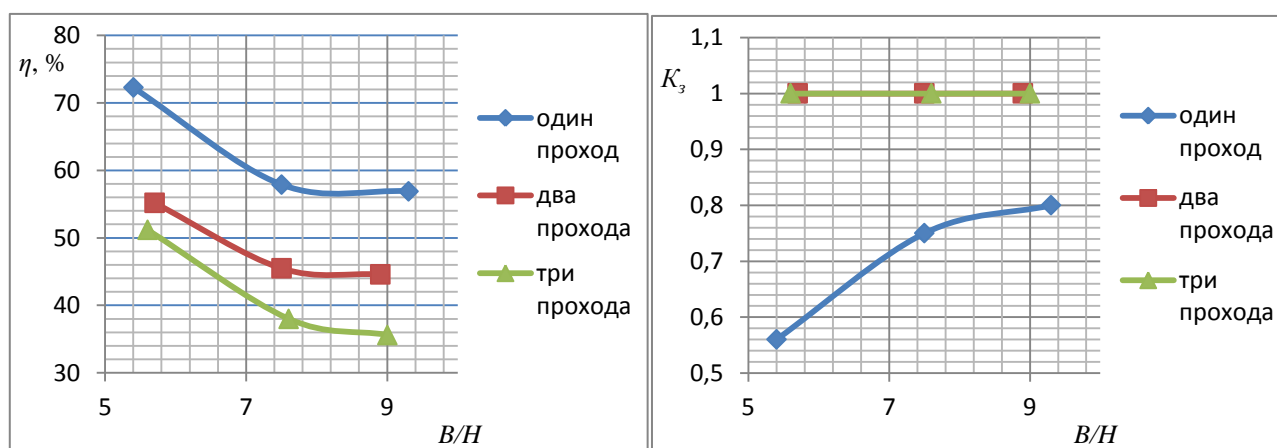 80
η, %
70
60
50
40
30
5
7
9
B/H
один
проход
два
прохода
три
прохода
1,1
Kз
1
0,9
0,8
0,7
0,6
0,5
5
7
9
B/H
один
проход
два
прохода
три
прохода